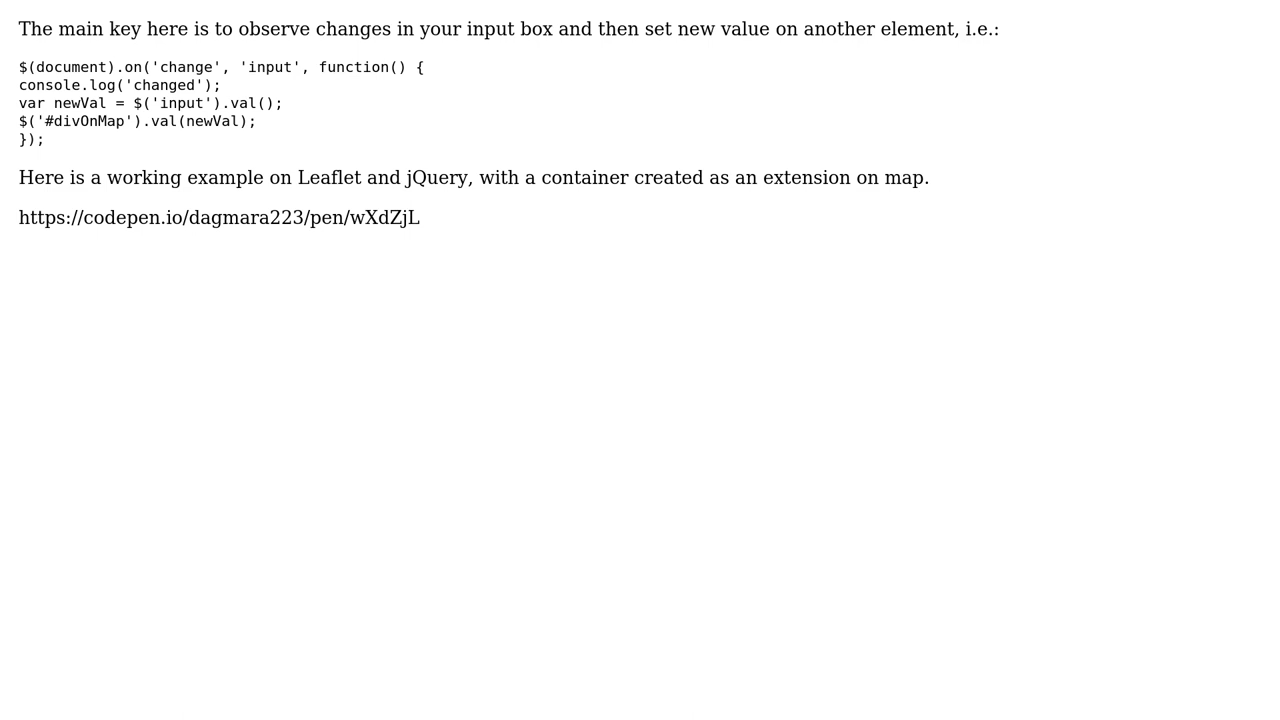 The main key here is to observe changes in your input box and then set new value on another element, i.e.:
$(document).on('change', 'input', function() {
console.log('changed');
var newVal = $('input').val();
$('#divOnMap').val(newVal);
});
Here is a working example on Leaflet and jQuery, with a container created as an extension on map.
https://codepen.io/dagmara223/pen/wXdZjL